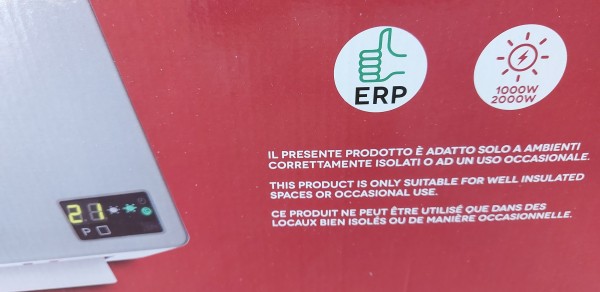 ERP
1000W
2000W
IL PRESENTE PRODOTTO È ADATTO SOLO A AMBIENTI
CORRETTAMENTE ISOLATI O AD UN USO OCCASIONALE.
THIS PRODUCT IS ONLY SUITABLE FOR WELL INSULATED
SPACES OR OCCASIONAL USE.
CE PRODUIT NE PEUT ÊTRE UTILISÉ QUE DANS DES
LOCAUX BIEN ISOLÉS OU DE MANIÈRE OCCASIONNELLE.
21
P